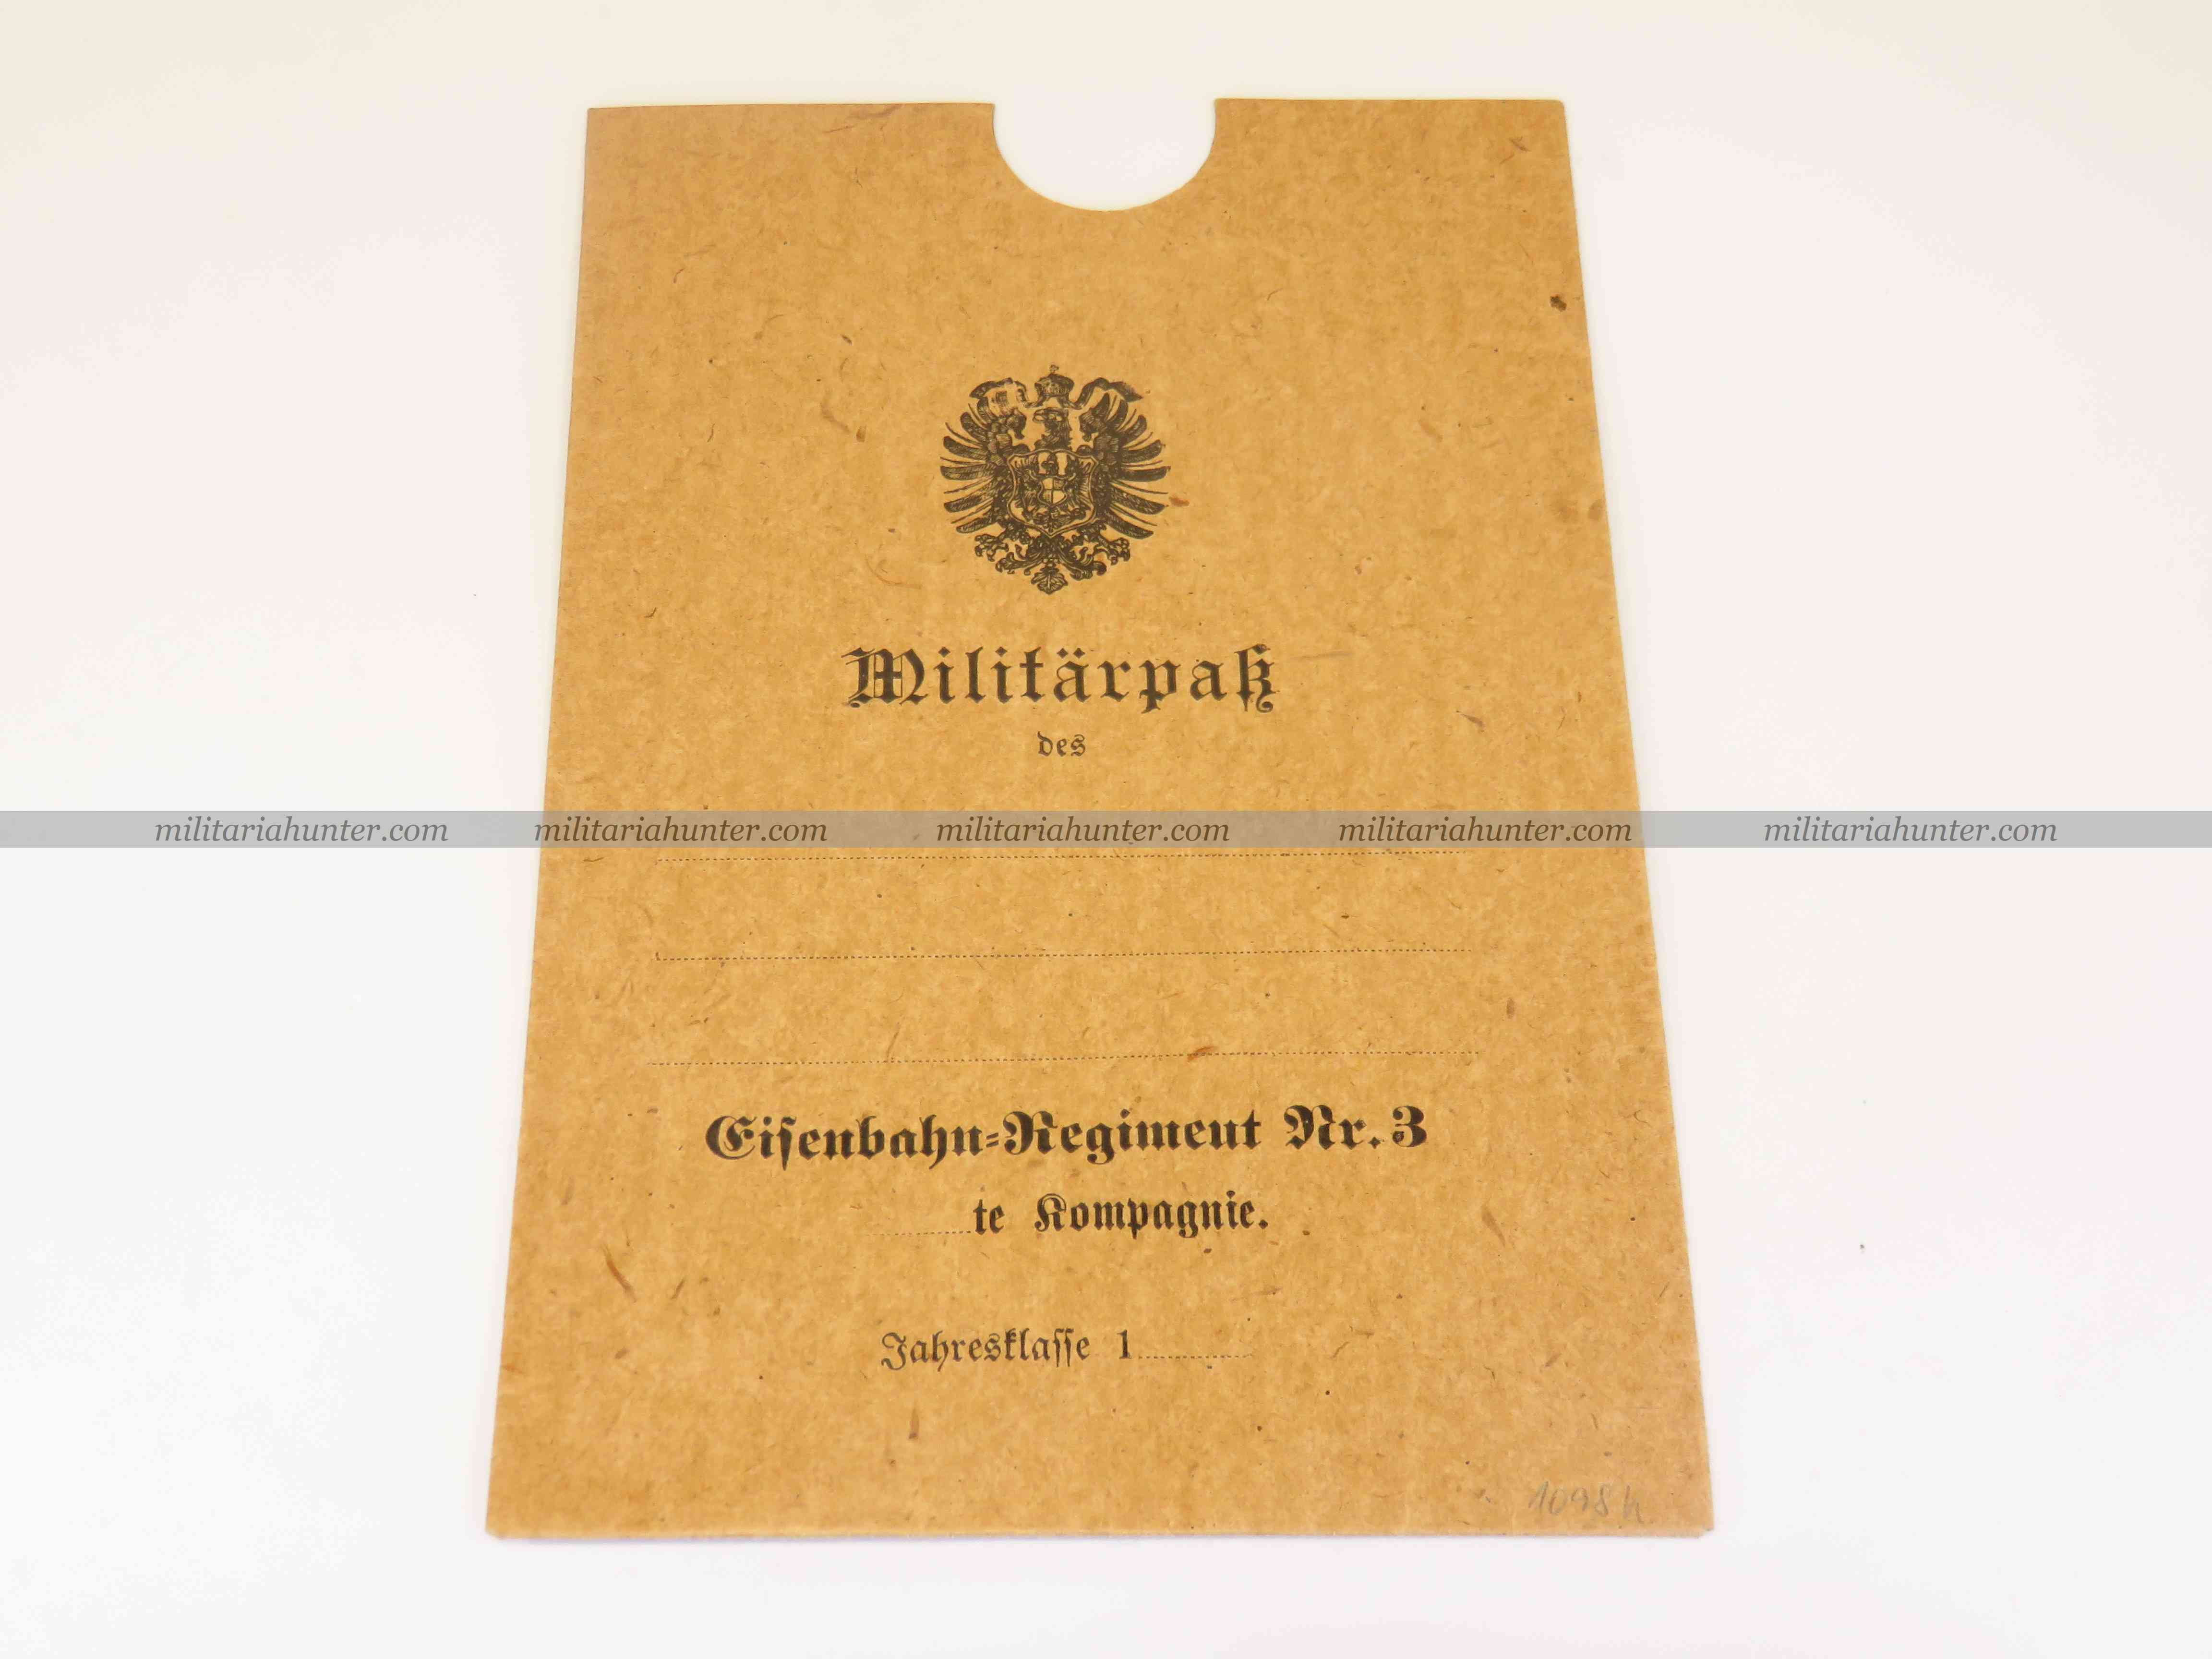 Militärpaß
des
militariahunter.com militariahunter.com militariahunter.com militariahunter.com militariahunter.com
Eisenbahn-Regiment Nr. 3
te Kompagnie.
Jahresklasse 1